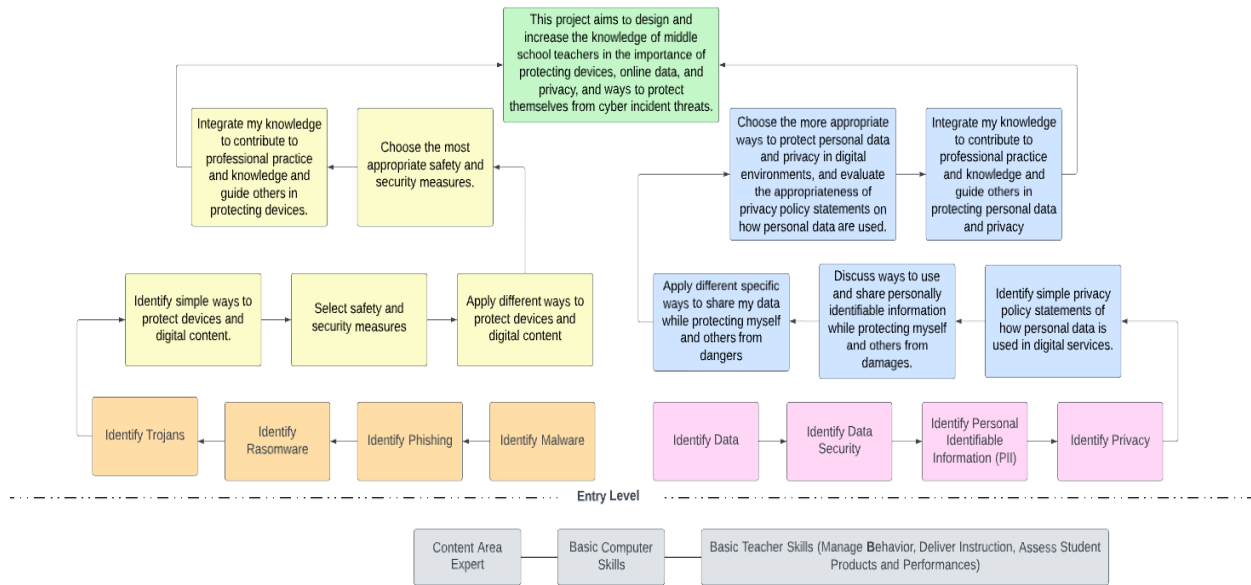 This project aims to design and
increase the knowledge of middle
school teachers in the importance of
protecting devices, online data, and
privacy, and ways to protect
themselves from cyber incident threats.
Integrate my knowledge
to contribute to
professional practice
and knowledge and
guide others in
protecting devices.
Choose the most
appropriate safety and
security measures.
Choose the more appropriate
ways to protect personal data
and privacy in digital
environments, and evaluate
the appropriateness of
privacy policy statements on
how personal data are used.
Integrate my knowledge
to contribute to
professional practice
and knowledge and
guide others in
protecting personal data
and privacy
Identify simple ways to
protect devices and
digital content.
Select safety and
security measures
Apply different ways to
protect devices and
digital content
Apply different specific
ways to share my data
while protecting myself
and others from
dangers
Discuss ways to use
and share personally
identifiable information
while protecting myself
and others from
damages.
Identify simple privacy
policy statements of
how personal data is
used in digital services.
Identify Trojans
Identify
Rasomware
Identify Phishing
Identify Malware
Identify Data
Identify Data
Security
Identify Personal
Identifiable
Information (PII)
Identify Privacy
Entry Level
Content Area
Expert
Basic Computer
Skills
Basic Teacher Skills (Manage Behavior, Deliver Instruction, Assess Student
Products and Performances)